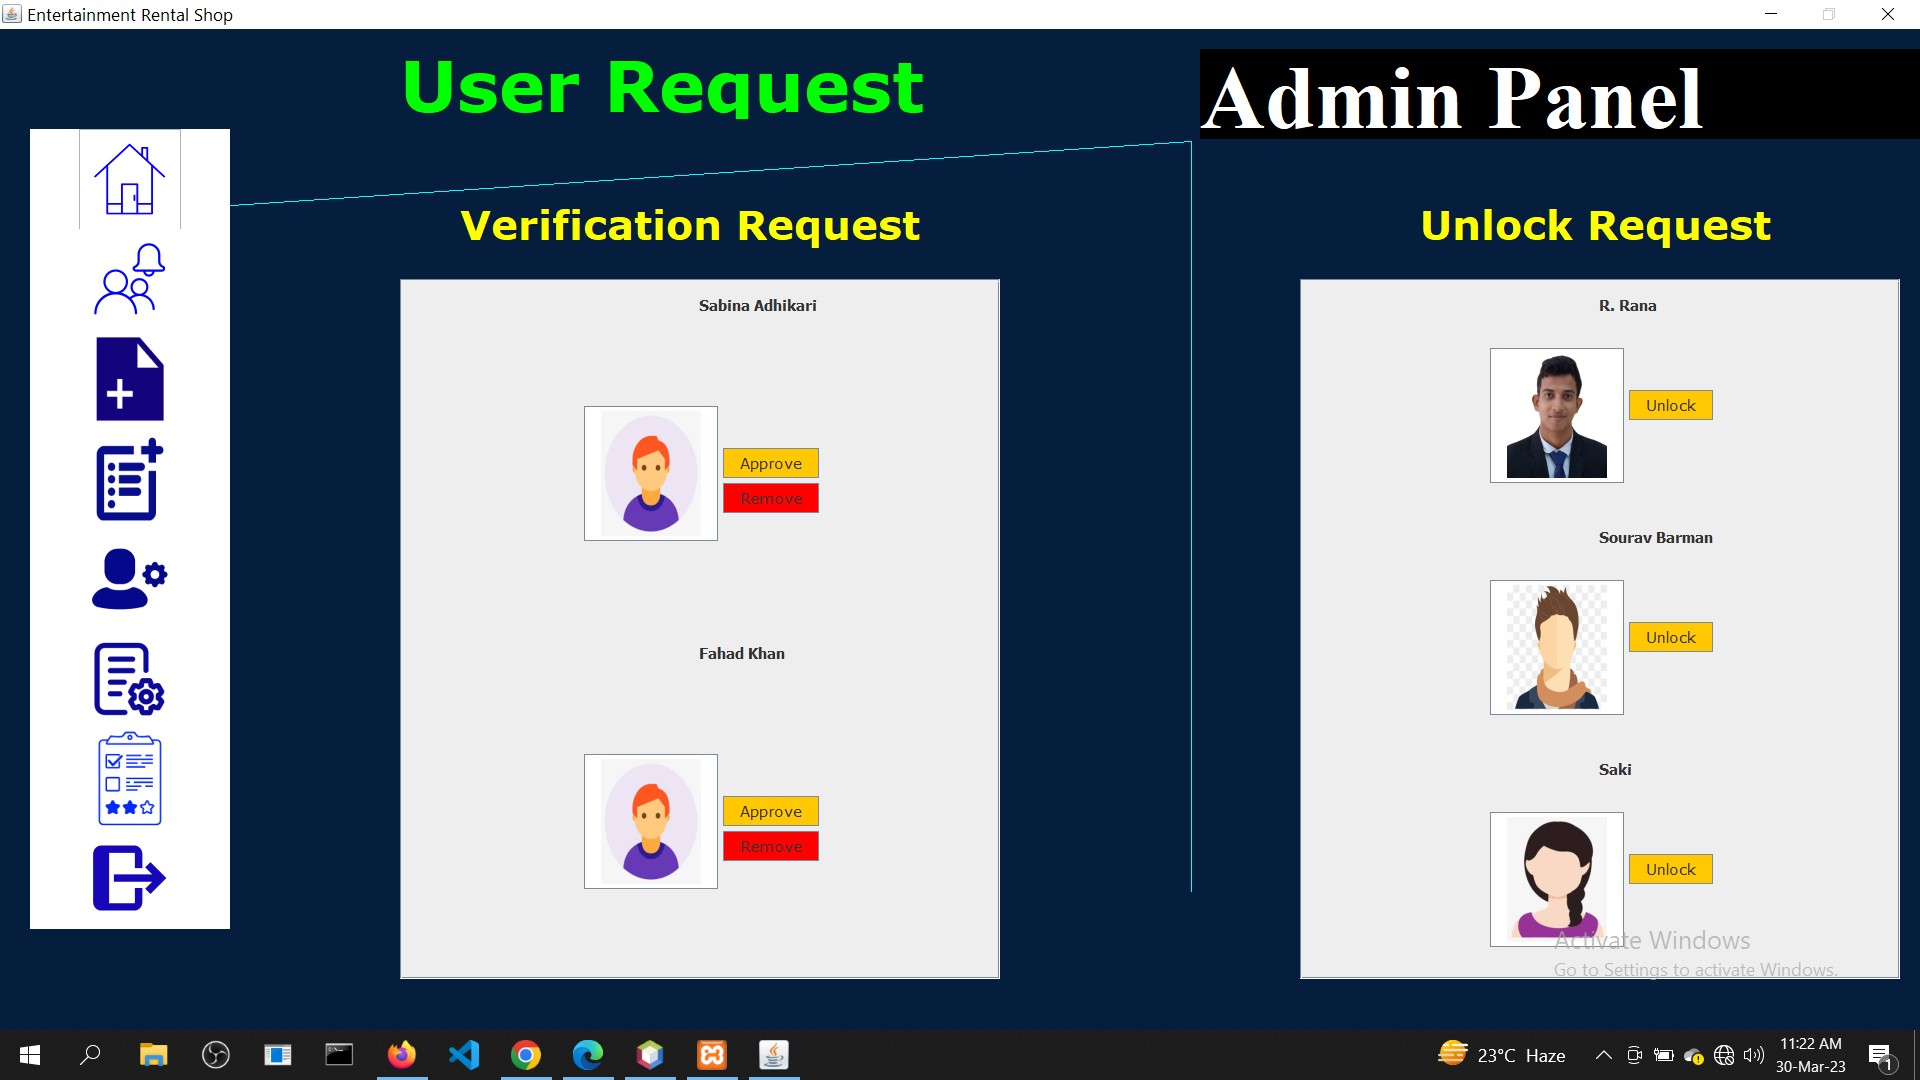 Entertainment Rental Shop
User Request
Admin Panel
Verification Request
Unlock Request
Sabina Adhikari
Approve
Remove
Fahad Khan
Approve
Remove
R. Rana
Unlock
Sourav Barman
Unlock
Saki
Unlock
Activate Windows
Go to Settings to activate Windows.
23°C Haze
11:22 AM
30-Mar-23
1